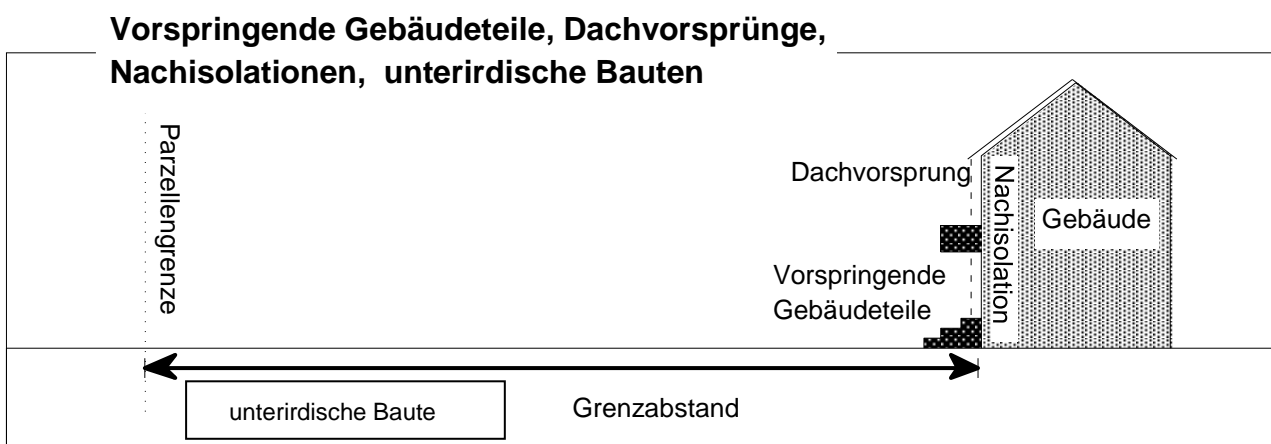 Vorspringende Gebäudeteile, Dachvorsprünge,
Nachisolationen, unterirdische Bauten
Parzellengrenze
Dachvorsprung
Nachisolation
Gebäude
Vorspringende
Gebäudeteile
unterirdische Baute
Grenzabstand